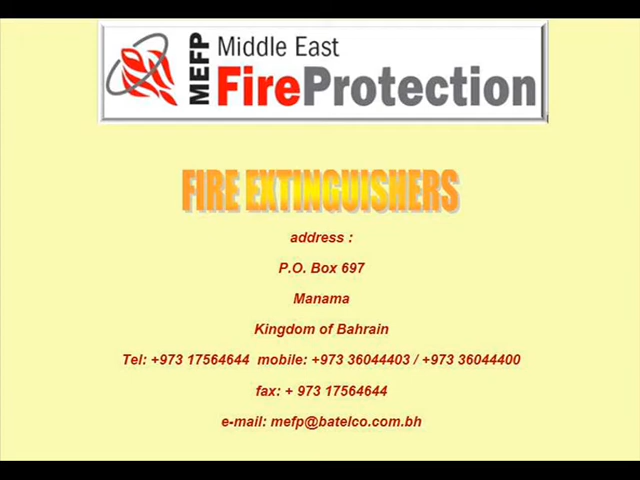 MEFP
Middle East
FireProtection
FIRE EXTINGUISHERS
address :
P.O. Box 697
Manama
Kingdom of Bahrain
Tel: +973 17564644  mobile: +973 36044403 / +973 36044400
fax: + 973 17564644
e-mail: mefp@batelco.com.bh